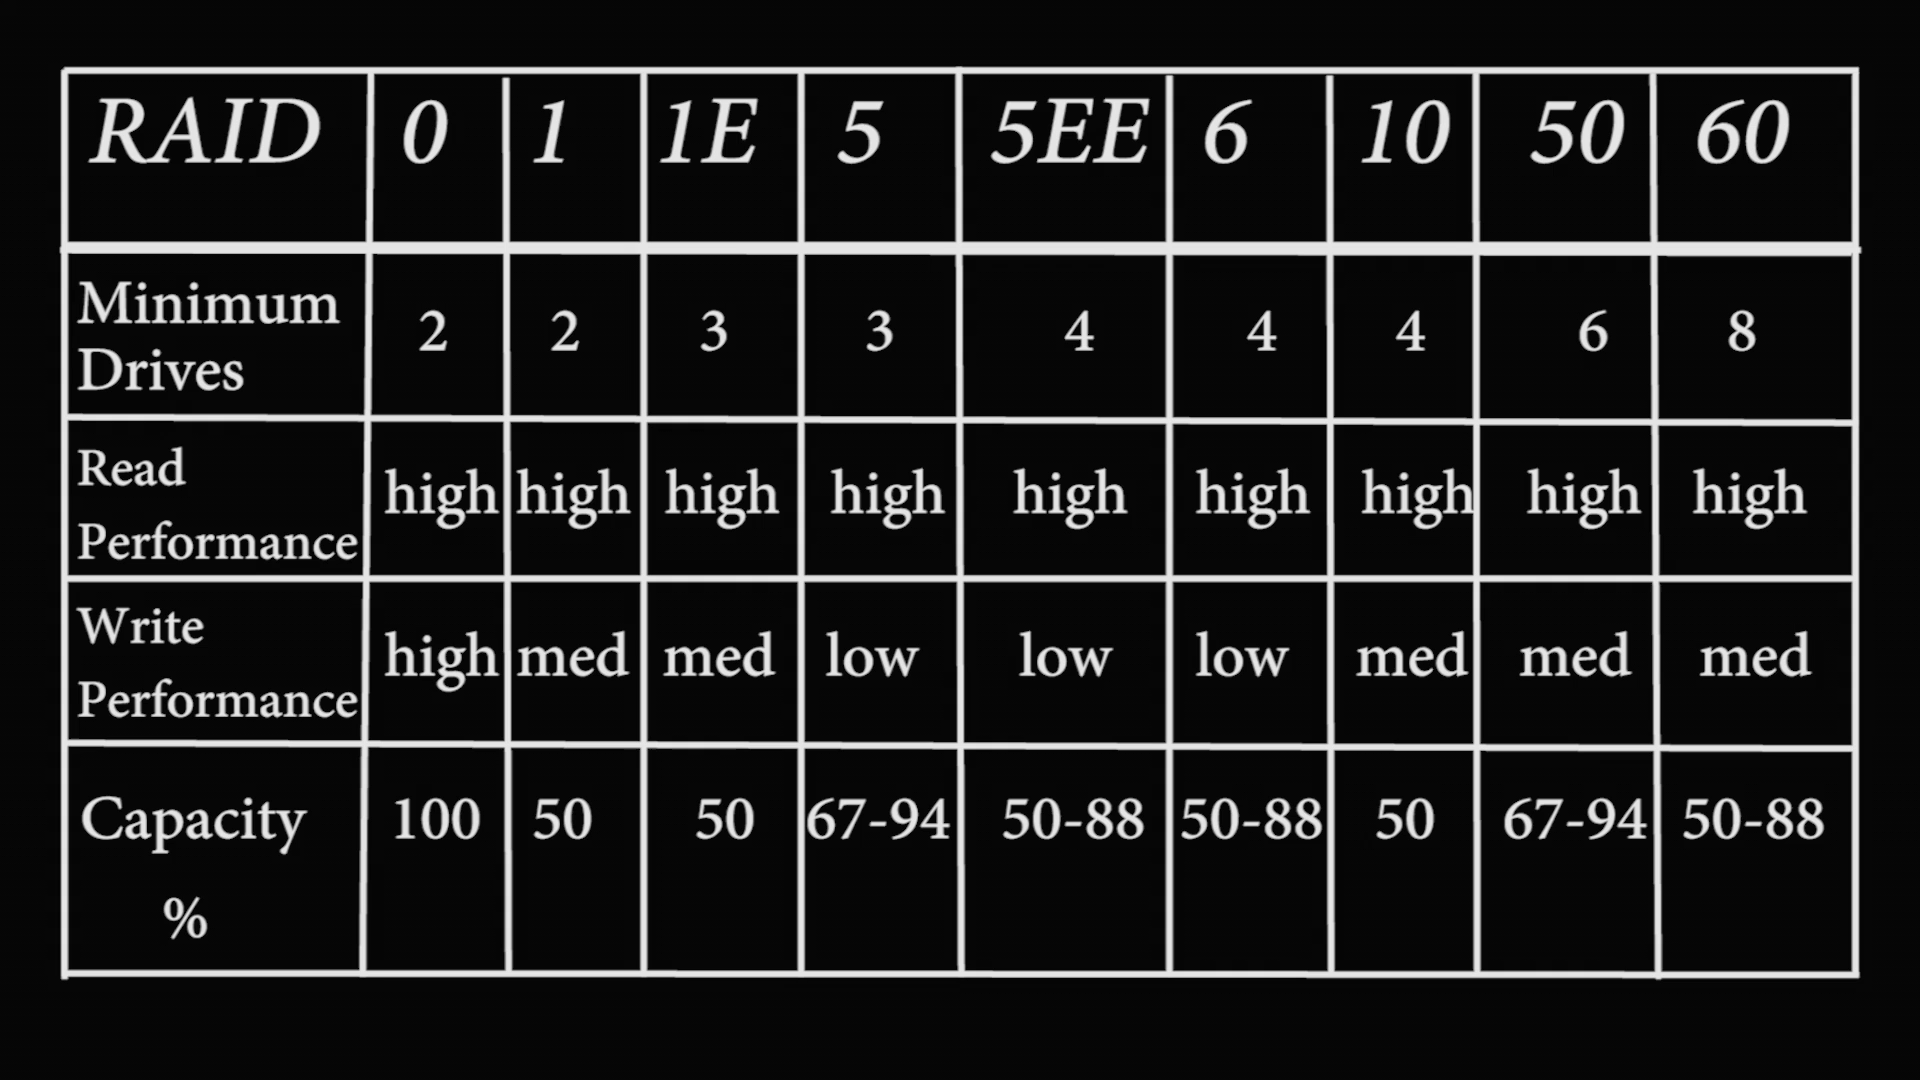 RAID 0 1 1E 5 5EE 6 10 50 60
Minimum
Drives
2 2 3 3 4 4 4 6 8
Read
Performance
high high high high high high high high high
Write
Performance
high med med low low low med med med
Capacity
%
100 50 50 67-94 50-88 50-88 50 67-94 50-88